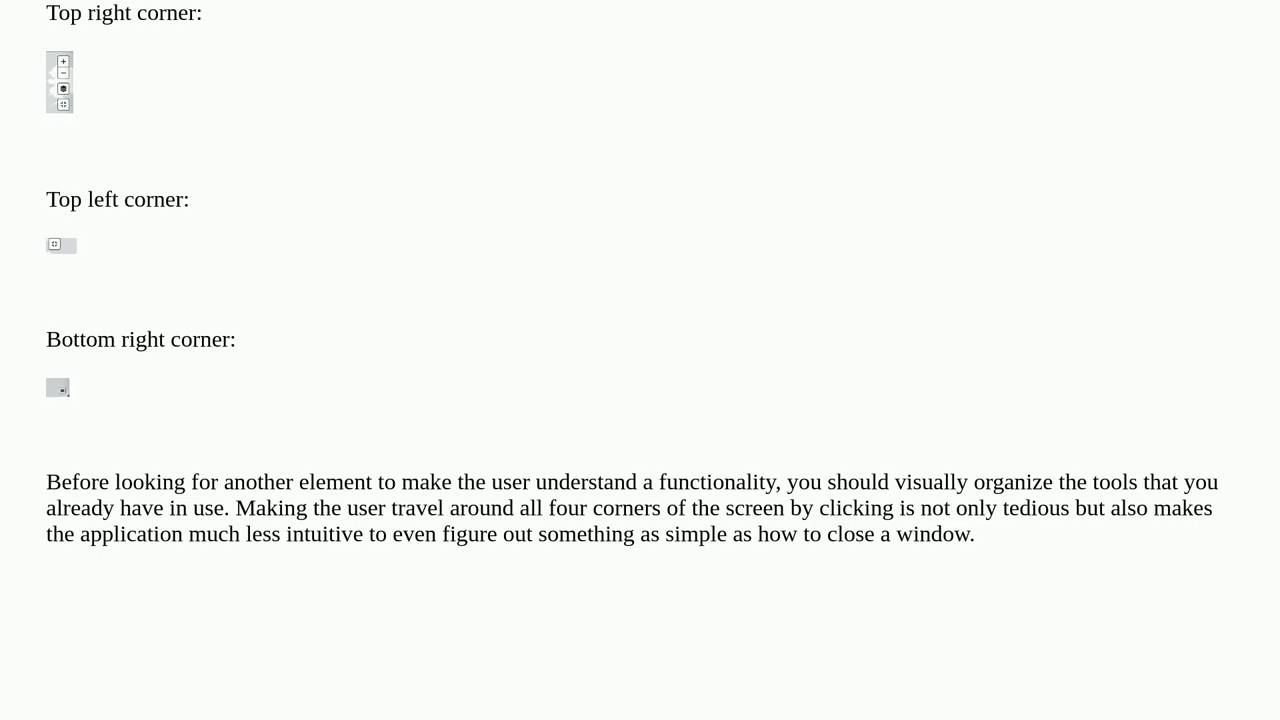 Top right corner:
+
−
Top left corner:
Bottom right corner:
Before looking for another element to make the user understand a functionality, you should visually organize the tools that you
already have in use. Making the user travel around all four corners of the screen by clicking is not only tedious but also makes
the application much less intuitive to even figure out something as simple as how to close a window.